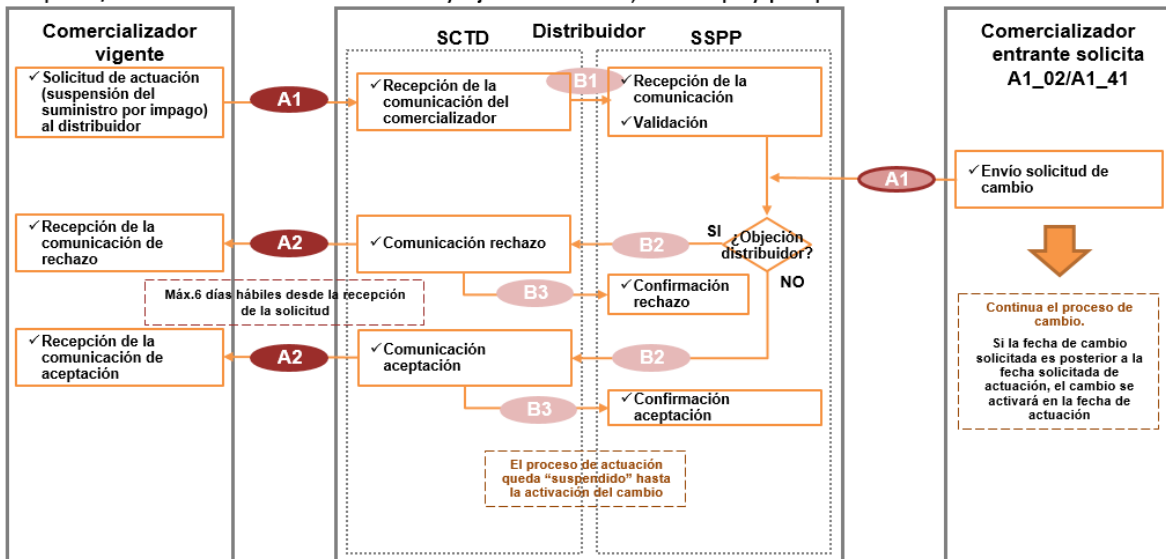 Comercializador
vigente
✓ Solicitud de actuación
(suspensión del
suministro por impago)
al distribuidor
A1
Distribuidor
SCTD
SSPP
✓ Recepción de la
comunicación del
comercializador
B1
✓ Recepción de la
comunicación
✓ Validación
Comercializador
entrante solicita
A1_02/A1_41
A1
✓ Envío solicitud de
cambio
✓ Recepción de la
comunicación de
rechazo
A2
✓ Comunicación rechazo
B2
SI
¿Objeción
distribuidor?
NO
B3
✓ Confirmación
rechazo
Máx.6 días hábiles desde la recepción
de la solicitud
✓ Recepción de la
comunicación de
aceptación
A2
✓ Comunicación
aceptación
B2
B3
✓ Confirmación
aceptación
El proceso de actuación
queda “suspendido” hasta
la activación del cambio
Continua el proceso de
cambio.
Si la fecha de cambio
solicitada es posterior a la
fecha solicitada de
actuación, el cambio se
activará en la fecha de
actuación